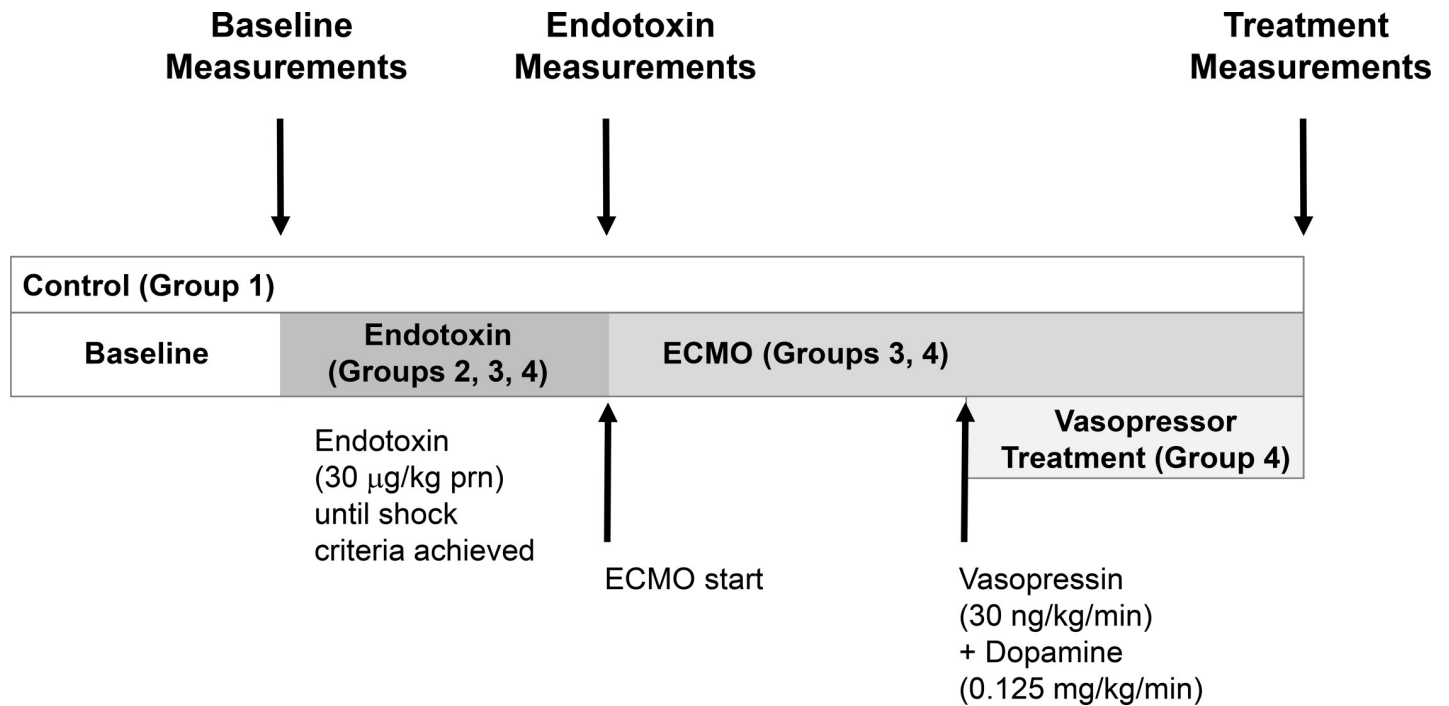 Baseline
Measurements
Endotoxin
Measurements
Treatment
Measurements
Control (Group 1)
Baseline
Endotoxin
(Groups 2, 3, 4)
ECMO (Groups 3, 4)
Vasopressor
Treatment (Group 4)
Endotoxin
(30 μg/kg prn)
until shock
criteria achieved
ECMO start
Vasopressin
(30 ng/kg/min)
+ Dopamine
(0.125 mg/kg/min)